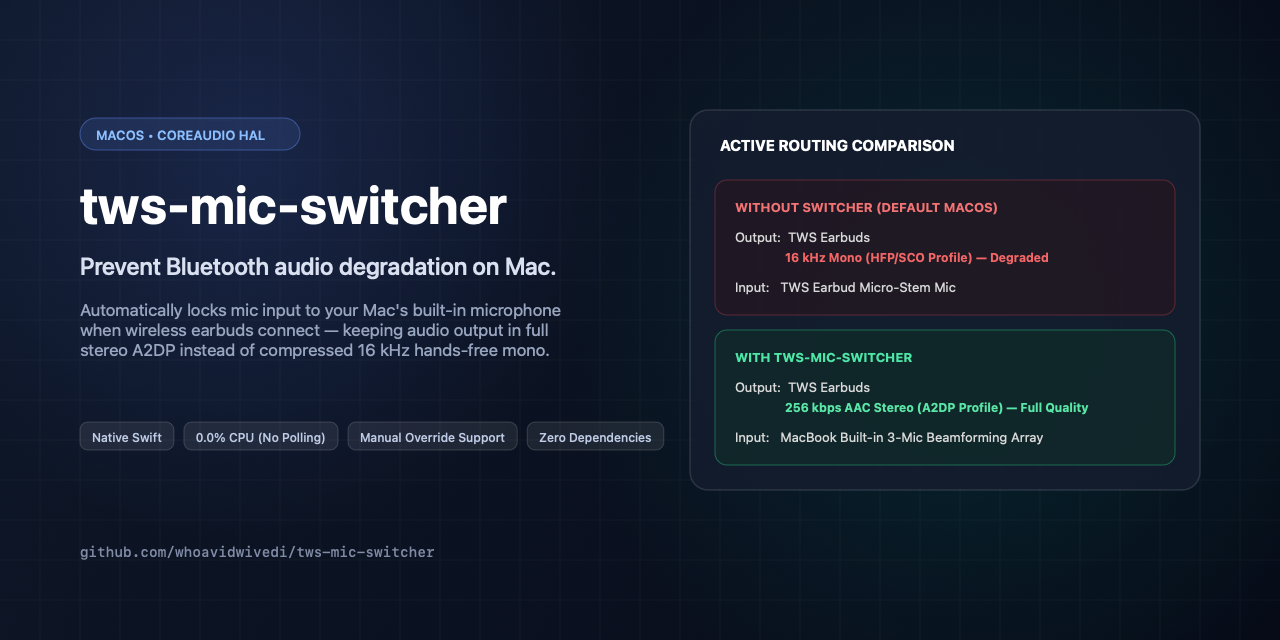 MACOS • COREAUDIO HAL
tws-mic-switcher
Prevent Bluetooth audio degradation on Mac.
Automatically locks mic input to your Mac's built-in microphone
when wireless earbuds connect — keeping audio output in full
stereo A2DP instead of compressed 16 kHz hands-free mono.
Native Swift
0.0% CPU (No Polling)
Manual Override Support
Zero Dependencies
github.com/whoavidwivedi/tws-mic-switcher
ACTIVE ROUTING COMPARISON
WITHOUT SWITCHER (DEFAULT MACOS)
Output: TWS Earbuds
16 kHz Mono (HFP/SCO Profile) — Degraded
Input: TWS Earbud Micro-Stem Mic
WITH TWS-MIC-SWITCHER
Output: TWS Earbuds
256 kbps AAC Stereo (A2DP Profile) — Full Quality
Input: MacBook Built-in 3-Mic Beamforming Array